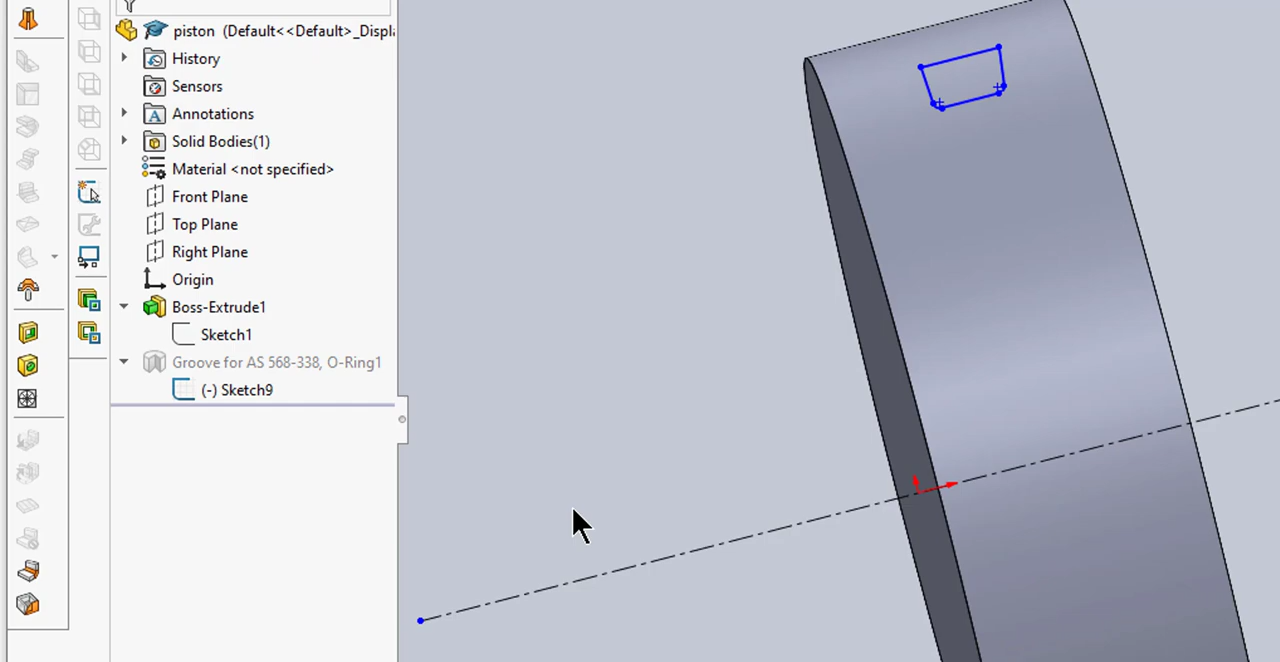 piston (Default<<Default>_Displ
History
Sensors
A Annotations
Solid Bodies(1)
Material <not specified>
Front Plane
Top Plane
Right Plane
Origin
Boss-Extrude1
Sketch1
Groove for AS 568-338, O-Ring1
(-) Sketch9